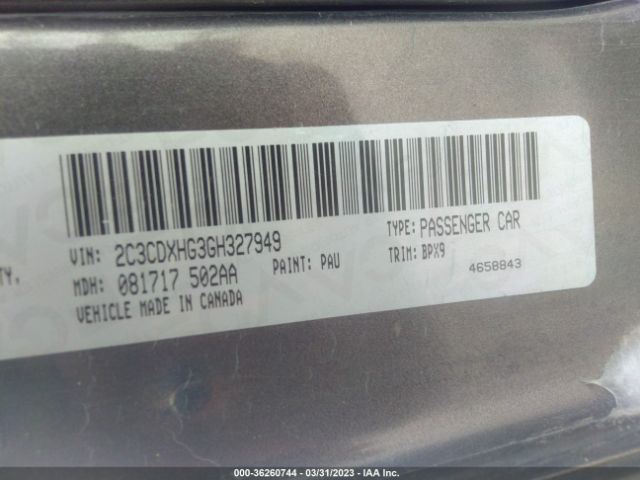 VIN: 2C3CDXHG3GH327949
TYPE: PASSENGER CAR
TY,
MDH: 081717 502AA
PAINT: PAU
TRIM: BPX9
VEHICLE MADE IN CANADA
4658843
000-36260744 — 03/31/2023 — IAA Inc.